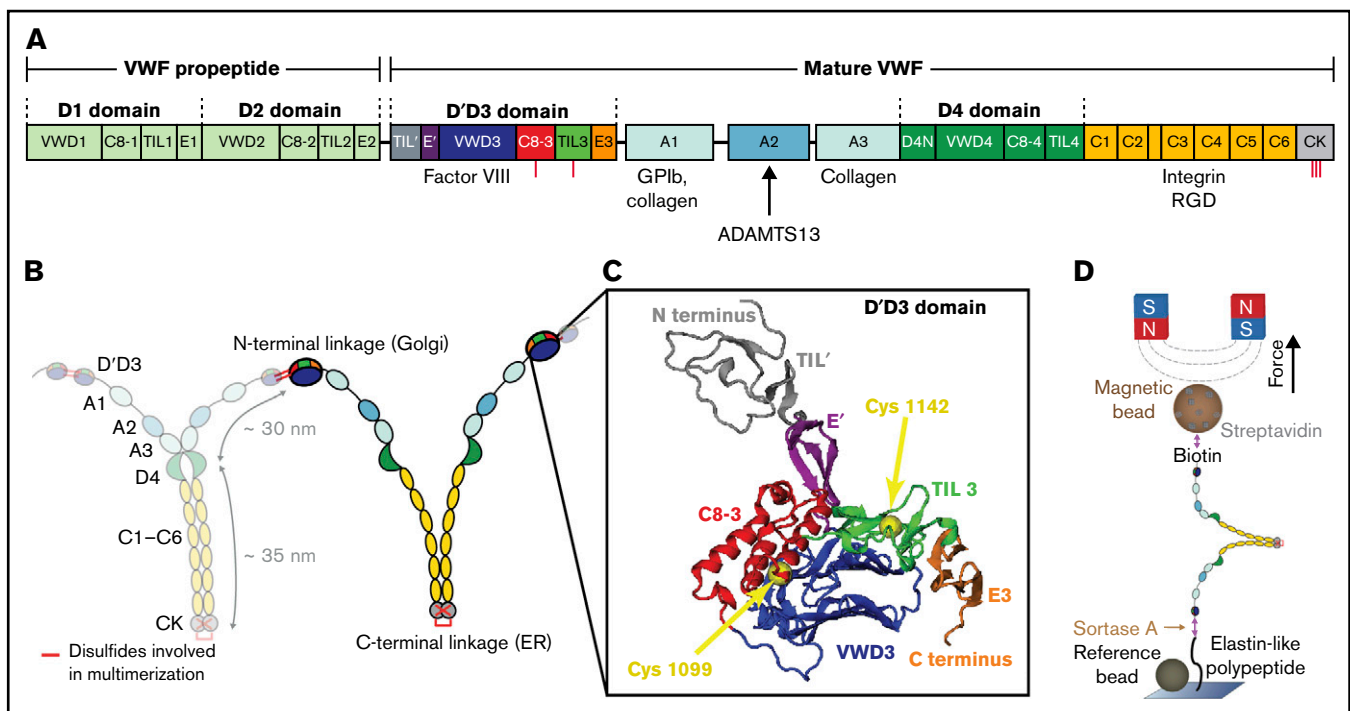 A
VWF propeptide
Mature VWF
D1 domain
D2 domain
D′D3 domain
D4 domain
VWD1 C8-1 TIL1 E1 VWD2 C8-2 TIL2 E2 TIL′ E′ VWD3 C8-3 TIL3 E3 A1 A2 A3 D4N VWD4 C8-4 TIL4 C1 C2 C3 C4 C5 C6 CK
Factor VIII
GPIb,
collagen
ADAMTS13
Collagen
Integrin
RGD
B
N-terminal linkage (Golgi)
D′D3
A1
A2
A3
D4
C1–C6
CK
~ 30 nm
~ 35 nm
C-terminal linkage (ER)
Disulfides involved
in multimerization
C
D′D3 domain
N terminus
TIL′
Cys 1142
E′
TIL 3
C8-3
E3
VWD3
C terminus
Cys 1099
D
S N
N S
Force
Magnetic
bead
Streptavidin
Biotin
Sortase A
Reference
bead
Elastin-like
polypeptide